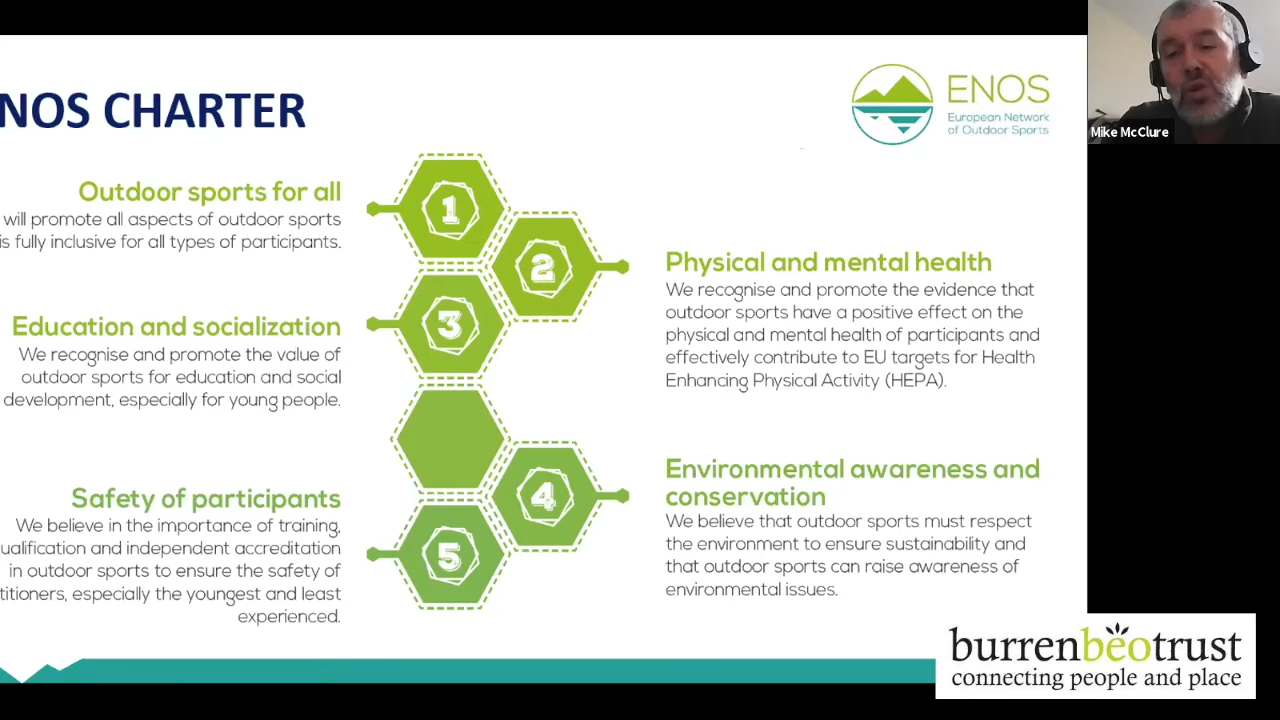 NOS CHARTER
ENOS
European Network
of Outdoor Sports
Mike McClure
Outdoor sports for all
will promote all aspects of outdoor sports
is fully inclusive for all types of participants.
1
2
Physical and mental health
We recognise and promote the evidence that
outdoor sports have a positive effect on the
physical and mental health of participants and
effectively contribute to EU targets for Health
Enhancing Physical Activity (HEPA).
3
Education and socialization
We recognise and promote the value of
outdoor sports for education and social
development, especially for young people.
4
Environmental awareness and
conservation
We believe that outdoor sports must respect
the environment to ensure sustainability and
that outdoor sports can raise awareness of
environmental issues.
5
Safety of participants
We believe in the importance of training,
ualification and independent accreditation
in outdoor sports to ensure the safety of
titioners, especially the youngest and least
experienced.
burrenbeotrust
connecting people and place